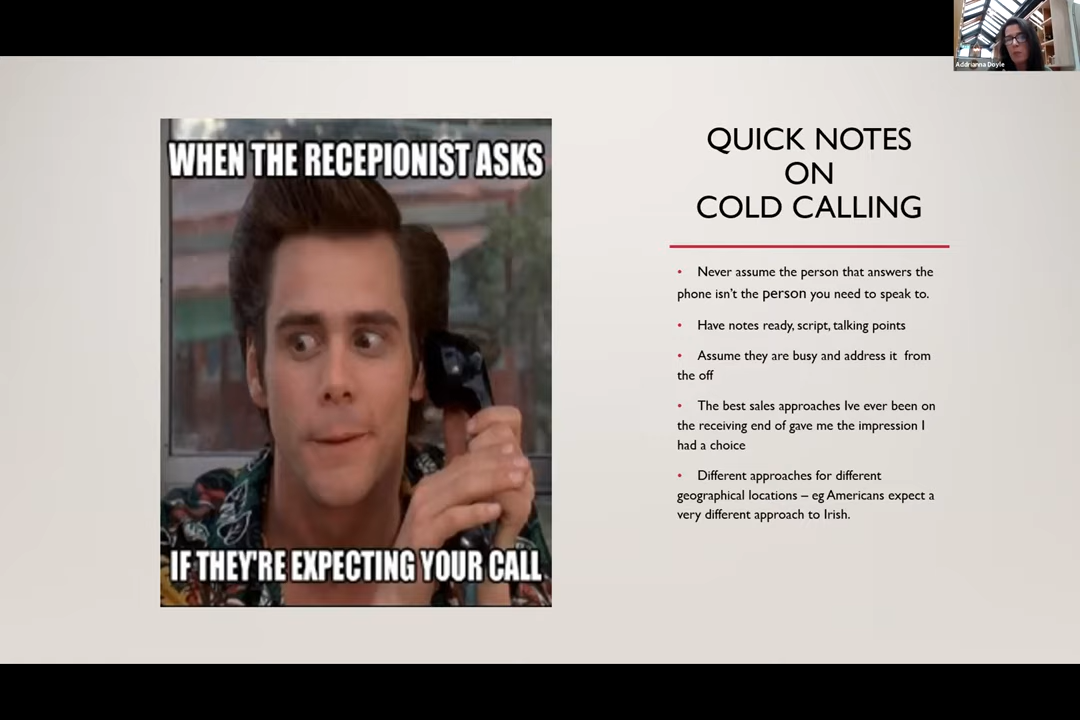 Addrianna Doyle
WHEN THE RECEPIONIST ASKS
IF THEY'RE EXPECTING YOUR CALL
QUICK NOTES
ON
COLD CALLING
• Never assume the person that answers the
phone isn't the person you need to speak to.
• Have notes ready, script, talking points
• Assume they are busy and address it  from
the off
• The best sales approaches Ive ever been on
the receiving end of gave me the impression I
had a choice
• Different approaches for different
geographical locations – eg Americans expect a
very different approach to Irish.